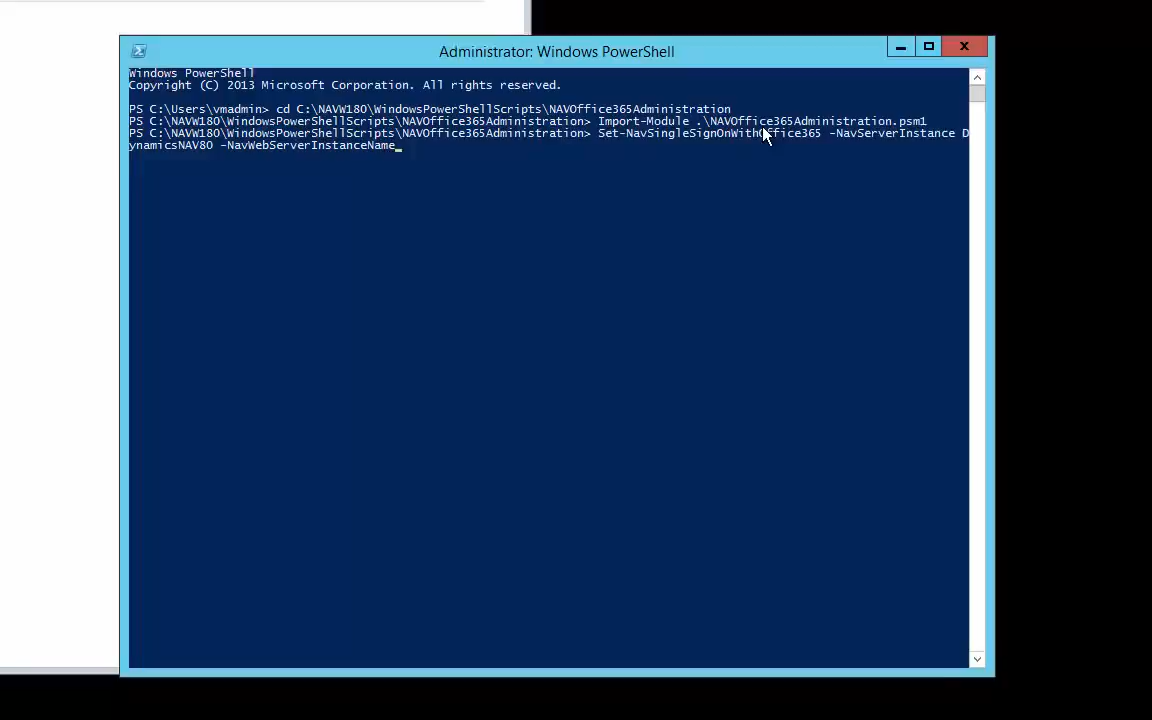 Administrator: Windows PowerShell
Windows PowerShell
Copyright (C) 2013 Microsoft Corporation. All rights reserved.
PS C:\Users\vmadmin> cd C:\NAVW180\WindowsPowerShellScripts\NAVOffice365Administration
PS C:\NAVW180\WindowsPowerShellScripts\NAVOffice365Administration> Import-Module .\NAVOffice365Administration.psm1
PS C:\NAVW180\WindowsPowerShellScripts\NAVOffice365Administration> Set-NavSingleSignOnWithOffice365 -NavServerInstance D
ynamicsNAV80 -NavWebServerInstanceName_